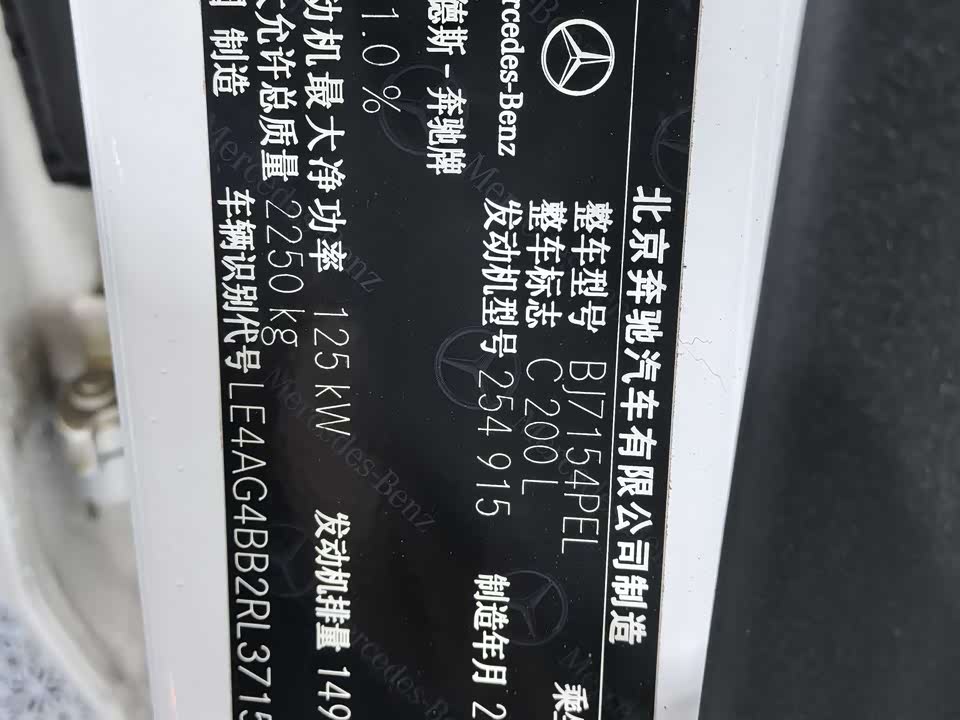 北京奔驰汽车有限公司制造
Mercedes-Benz
整车型号 BJ7154PEL
整车标志 C 200 L
德斯-奔驰牌
发动机型号 254 915
制造年月 2
1.0 %
动机最大净功率 125 kW
发动机排量 149
允许总质量 2250 kg
车辆识别代号 LE4AG4BB2RL3715
制造